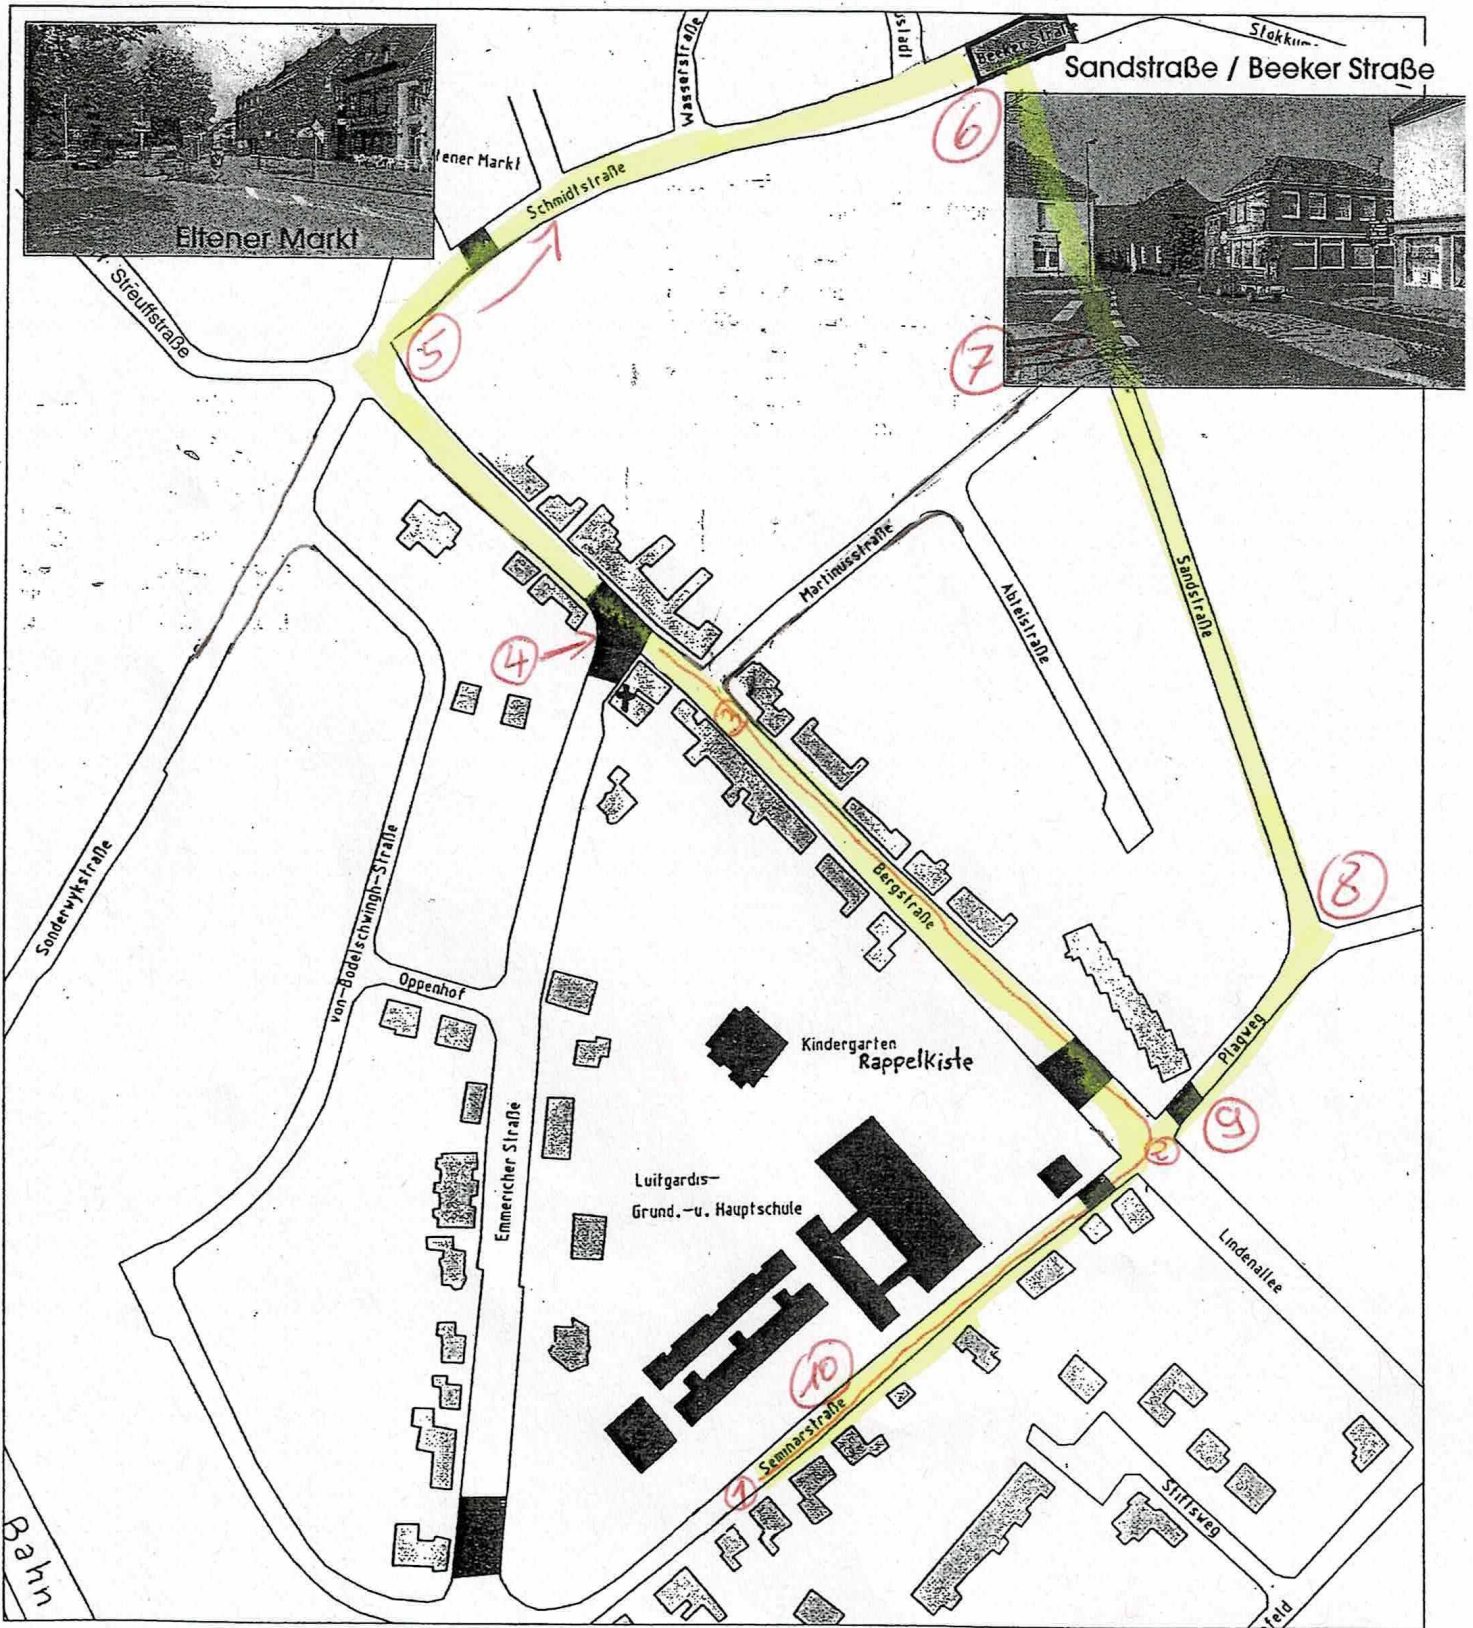 Wasserstraße
Beeker Straße
Sandstraße / Beeker Straße
6
Eltener Markt
Schmidtstraße
Streuffstraße
5
7
4
3
Martinusstraße
Abteistraße
Sandstraße
8
Sonderwykstraße
von-Bodelschwingh-Straße
Oppenhof
Bergstraße
Kindergarten
Rappelkiste
Plagweg
9
2
Emmericher Straße
Luitgardis-
Grund.-u. Hauptschule
Lindenallee
10
Seminarstraße
1
Stiftsweg
Bahn